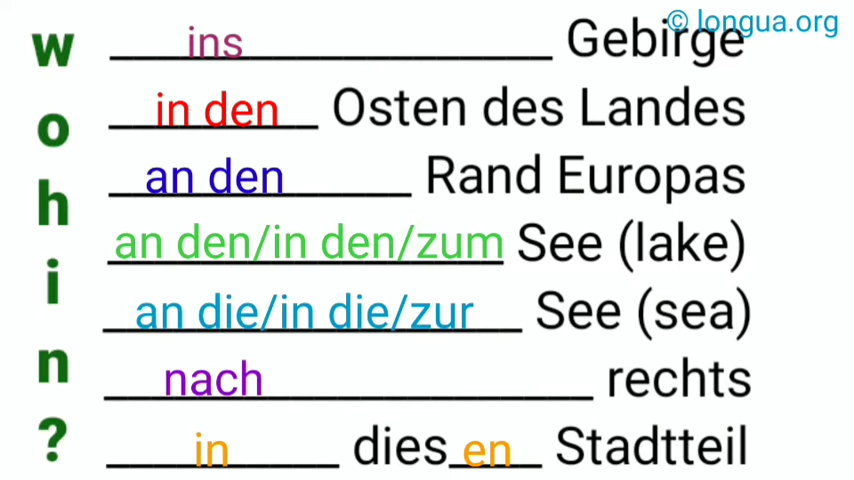 © longua.org
wohin?
ins Gebirge
in den Osten des Landes
an den Rand Europas
an den/in den/zum See (lake)
an die/in die/zur See (sea)
nach rechts
in diesen Stadtteil